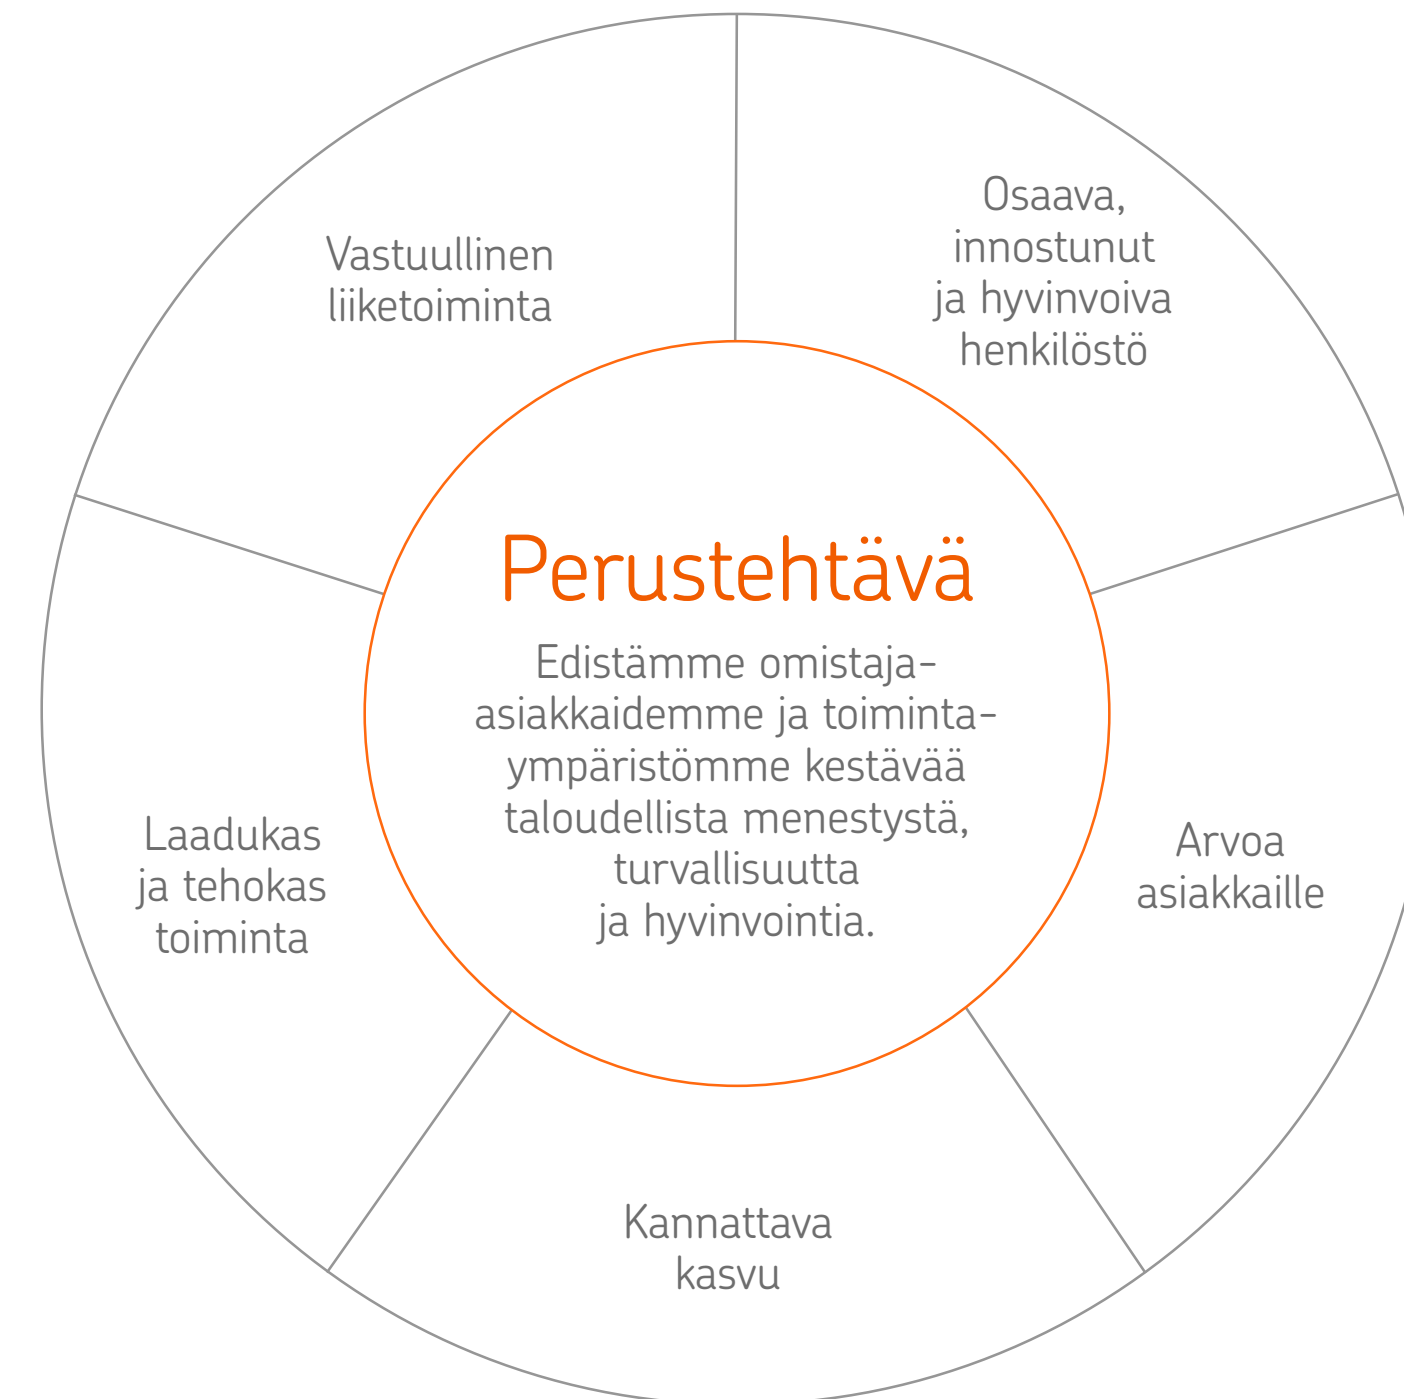 Vastuullinen
liiketoiminta
Osaava,
innostunut
ja hyvinvoiva
henkilöstö
Perustehtävä
Edistämme omistaja-
asiakkaidemme ja toiminta-
ympäristömme kestävää
taloudellista menestystä,
turvallisuutta
ja hyvinvointia.
Laadukas
ja tehokas
toiminta
Arvoa
asiakkaille
Kannattava
kasvu